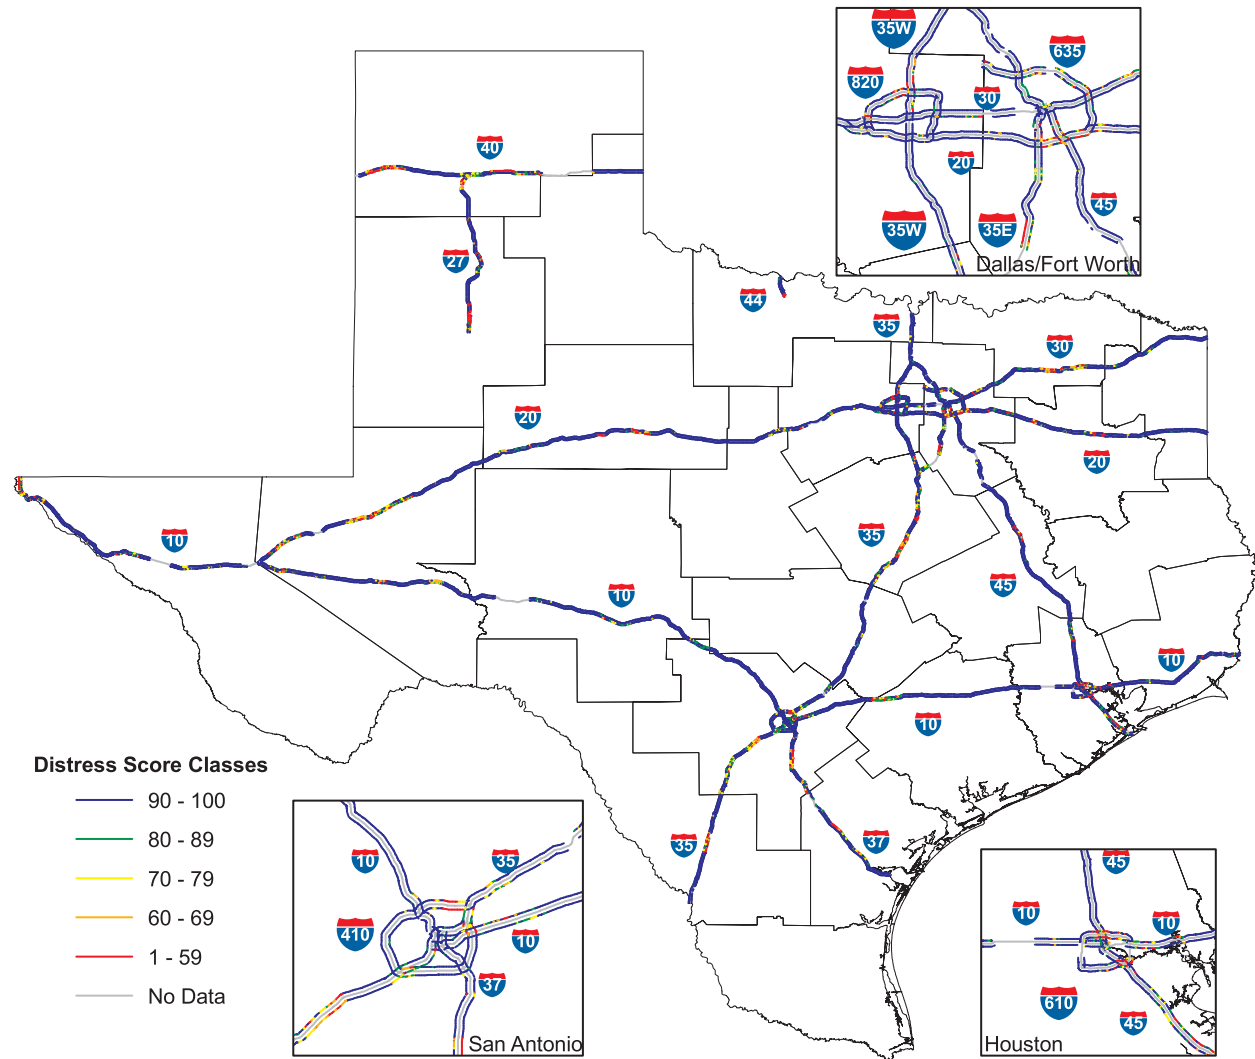 35W
635
820
30
20
35W
35E
45
Dallas/Fort Worth
40
27
44
35
30
20
20
10
35
10
45
10
10
35
37
Distress Score Classes
90 - 100
80 - 89
70 - 79
60 - 69
1 - 59
No Data
10
35
410
10
37
San Antonio
45
10
10
610
45
Houston